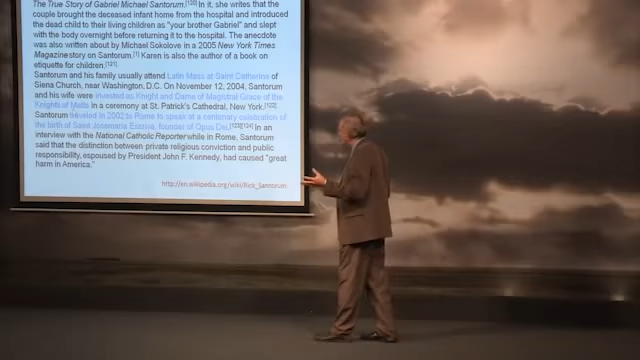 The True Story of Gabriel Michael Santorum.[120] In it, she writes that the
couple brought the deceased infant home from the hospital and introduced
the dead child to their living children as "your brother Gabriel" and slept
with the body overnight before returning it to the hospital. The anecdote
was also written about by Michael Sokolove in a 2005 New York Times
Magazine story on Santorum.[1] Karen is also the author of a book on
etiquette for children.[121]
Santorum and his family usually attend Latin Mass at Saint Catherine of
Siena Church, near Washington, D.C. On November 12, 2004, Santorum
and his wife were invested as Knight and Dame of Magistral Grace of the
Knights of Malta in a ceremony at St. Patrick's Cathedral, New York.[122]
Santorum traveled in 2002 to Rome to speak at a centenary celebration of
the birth of Saint Josemaria Escriva, founder of Opus Dei.[123][124] In an
interview with the National Catholic Reporter while in Rome, Santorum
said that the distinction between private religious conviction and public
responsibility, espoused by President John F. Kennedy, had caused "great
harm in America."
http://en.wikipedia.org/wiki/Rick_Santorum